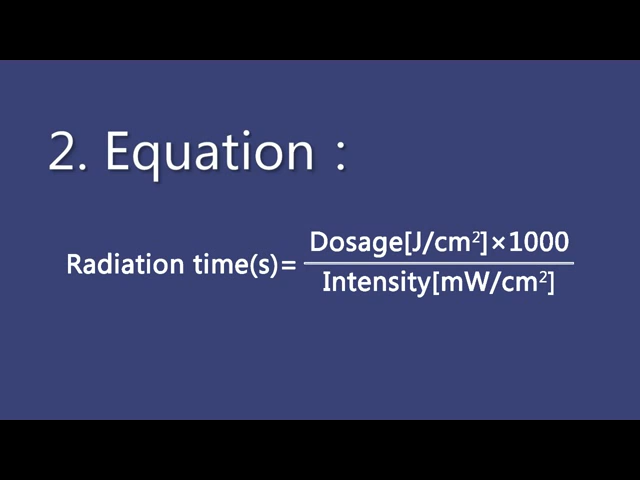 2. Equation :
Radiation time(s)= Dosage[J/cm²]×1000
Intensity[mW/cm²]